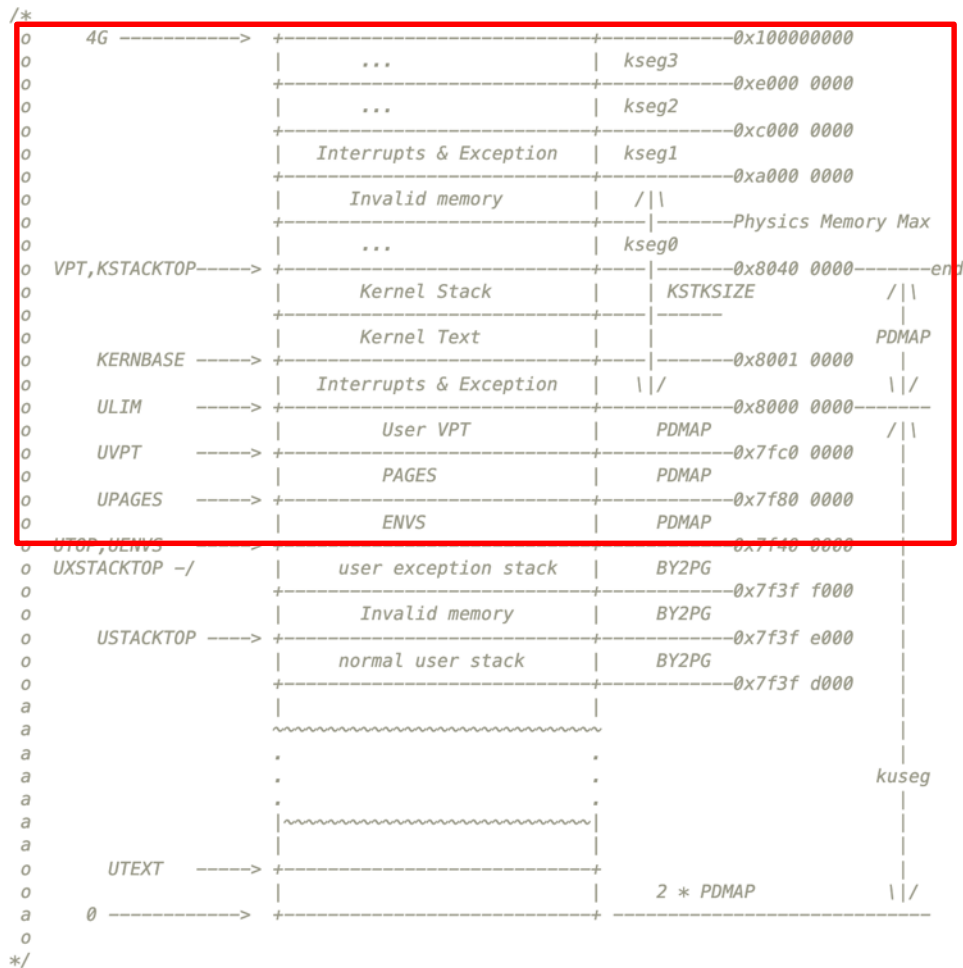 /*
o     4G ----------->  +----------------------------+------------0x100000000
o                      |       ...                  |  kseg3
o                      +----------------------------+------------0xe000 0000
o                      |       ...                  |  kseg2
o                      +----------------------------+------------0xc000 0000
o                      |   Interrupts & Exception   |  kseg1
o                      +----------------------------+------------0xa000 0000
o                      |      Invalid memory        |   /|\
o                      +----------------------------+----|-------Physics Memory Max
o                      |       ...                  |  kseg0
o  VPT,KSTACKTOP-----> +----------------------------+----|-------0x8040 0000-------end
o                      |       Kernel Stack         |    | KSTKSIZE            /|\
o                      +----------------------------+----|------                |
o                      |       Kernel Text          |    |                    PDMAP
o      KERNBASE -----> +----------------------------+----|-------0x8001 0000    |
o                      |   Interrupts & Exception   |   \|/                    \|/
o      ULIM     -----> +----------------------------+------------0x8000 0000-------
o                      |         User VPT           |     PDMAP                /|\
o      UVPT     -----> +----------------------------+------------0x7fc0 0000    |
o                      |         PAGES              |     PDMAP                 |
o      UPAGES   -----> +----------------------------+------------0x7f80 0000    |
o                      |         ENVS               |     PDMAP                 |
o  UTOP,UENVS   -----> +----------------------------+------------0x7f40 0000    |
o  UXSTACKTOP -/       |     user exception stack   |     BY2PG                 |
o                      +----------------------------+------------0x7f3f f000    |
o                      |       Invalid memory       |     BY2PG                 |
o      USTACKTOP ----> +----------------------------+------------0x7f3f e000    |
o                      |     normal user stack      |     BY2PG                 |
o                      +----------------------------+------------0x7f3f d000    |
a                      |                            |                           |
a                      ~~~~~~~~~~~~~~~~~~~~~~~~~~~~~~                           |
a                      .                            .                           |
a                      .                            .                         kuseg
a                      .                            .                           |
a                      |~~~~~~~~~~~~~~~~~~~~~~~~~~~~|                           |
a                      |                            |                           |
o       UTEXT   -----> +----------------------------+                           |
o                      |                            |     2 * PDMAP            \|/
a     0 ------------>  +----------------------------+ -----------------------------
o
*/